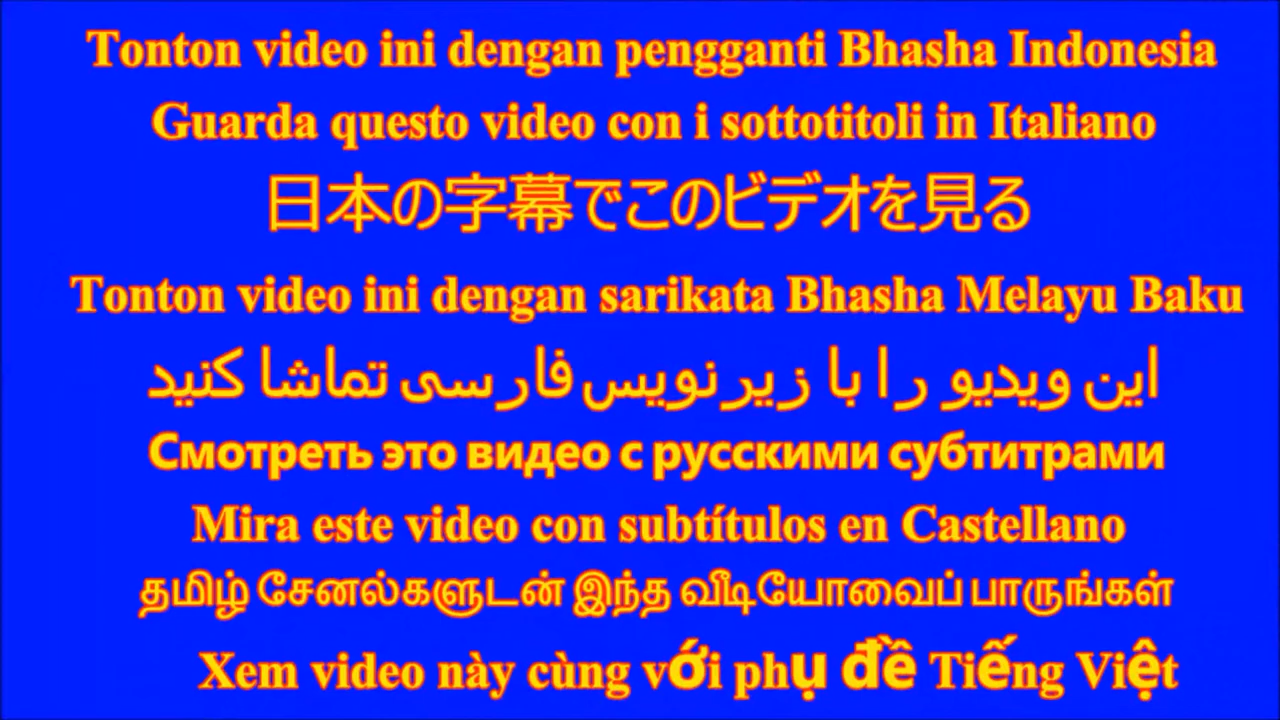 Tonton video ini dengan pengganti Bhasha Indonesia
Guarda questo video con i sottotitoli in Italiano
日本の字幕でこのビデオを見る
Tonton video ini dengan sarikata Bhasha Melayu Baku
این ویدیو را با زیرنویس فارسی تماشا کنید
Смотреть это видео с русскими субтитрами
Mira este video con subtítulos en Castellano
தமிழ் சேனல்களுடன் இந்த வீடியோவைப் பாருங்கள்
Xem video này cùng với phụ đề Tiếng Việt